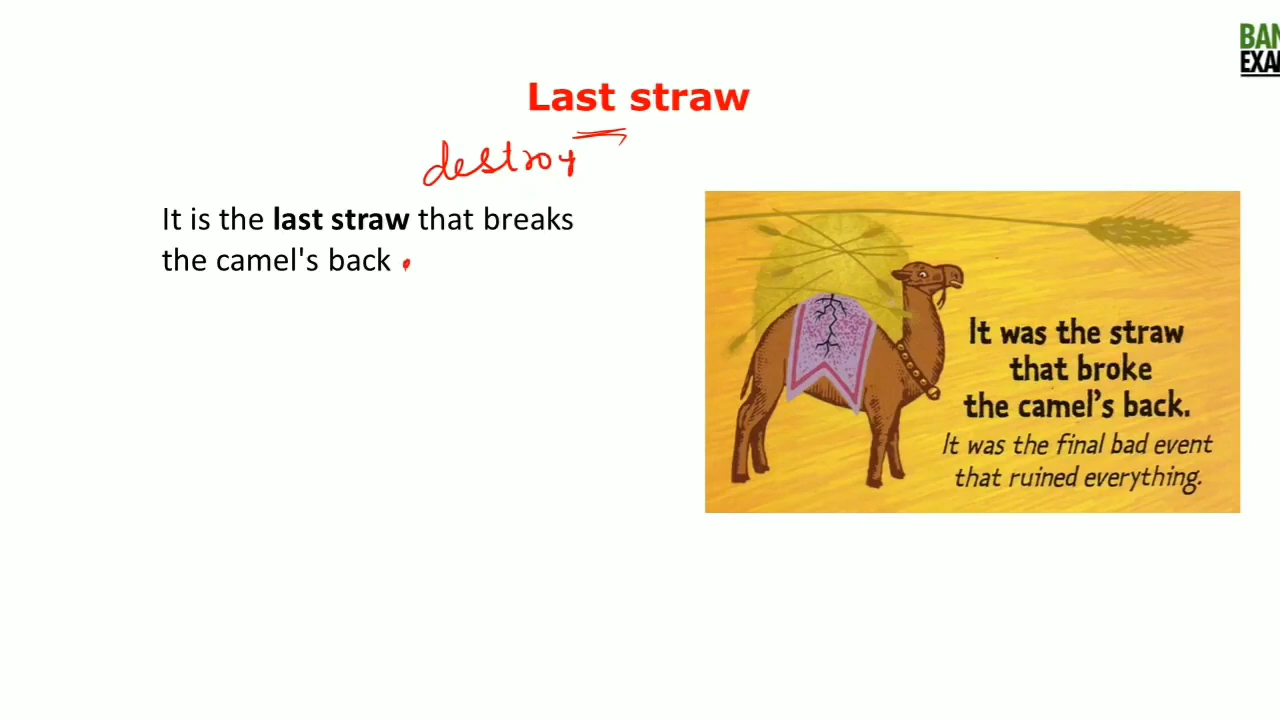 BAN
EXA
Last straw
destroy
It is the last straw that breaks
the camel's back .
It was the straw
that broke
the camel's back.
It was the final bad event
that ruined everything.